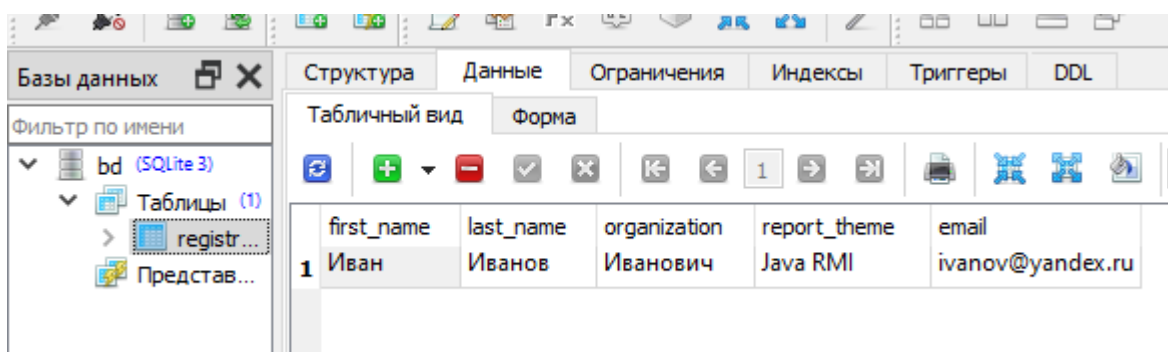 Базы данных
Структура Данные Ограничения Индексы Триггеры DDL
Фильтр по имени
Табличный вид Форма
bd (SQLite 3)
Таблицы (1)
registr...
Представ...
1
first_name last_name organization report_theme email
1 Иван Иванов Иванович Java RMI ivanov@yandex.ru